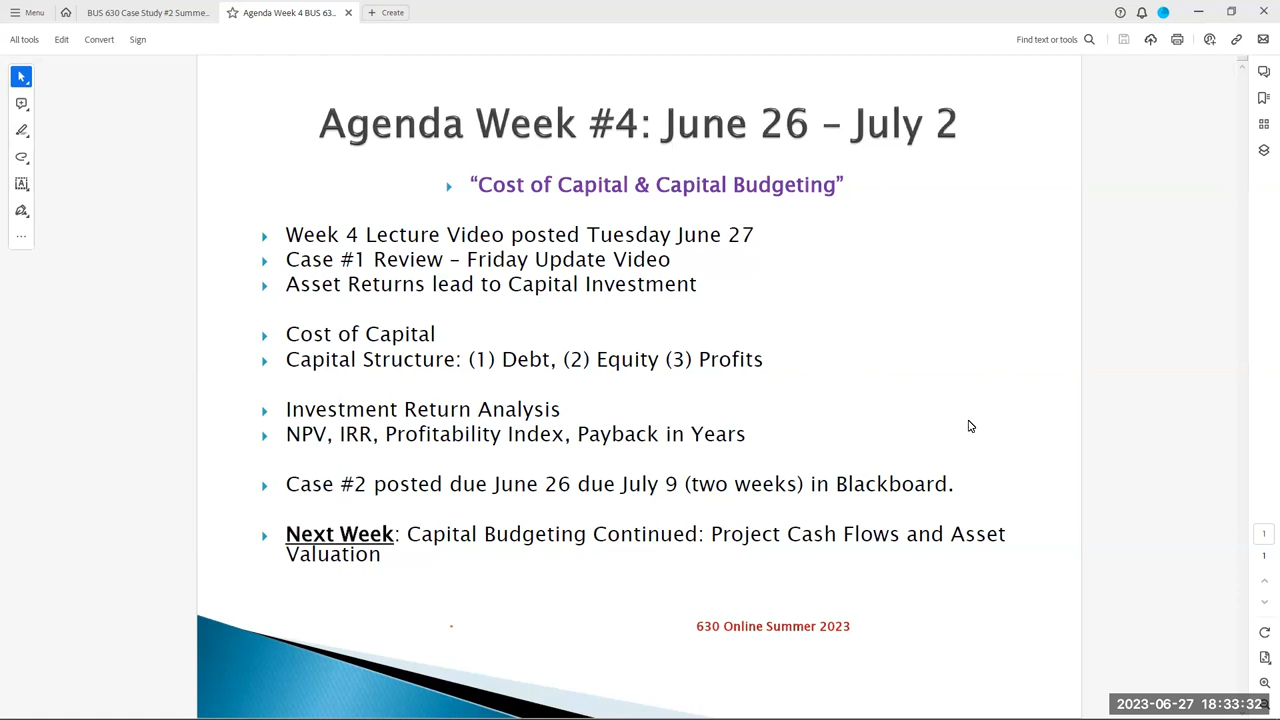 Menu
BUS 630 Case Study #2 Summe...
Agenda Week 4 BUS 63...
Create
All tools
Edit
Convert
Sign
Find text or tools
Agenda Week #4: June 26 – July 2
“Cost of Capital & Capital Budgeting”
Week 4 Lecture Video posted Tuesday June 27
Case #1 Review – Friday Update Video
Asset Returns lead to Capital Investment
Cost of Capital
Capital Structure: (1) Debt, (2) Equity (3) Profits
Investment Return Analysis
NPV, IRR, Profitability Index, Payback in Years
Case #2 posted due June 26 due July 9 (two weeks) in Blackboard.
Next Week: Capital Budgeting Continued: Project Cash Flows and Asset
Valuation
630 Online Summer 2023
1
1
2023-06-27 18:33:32